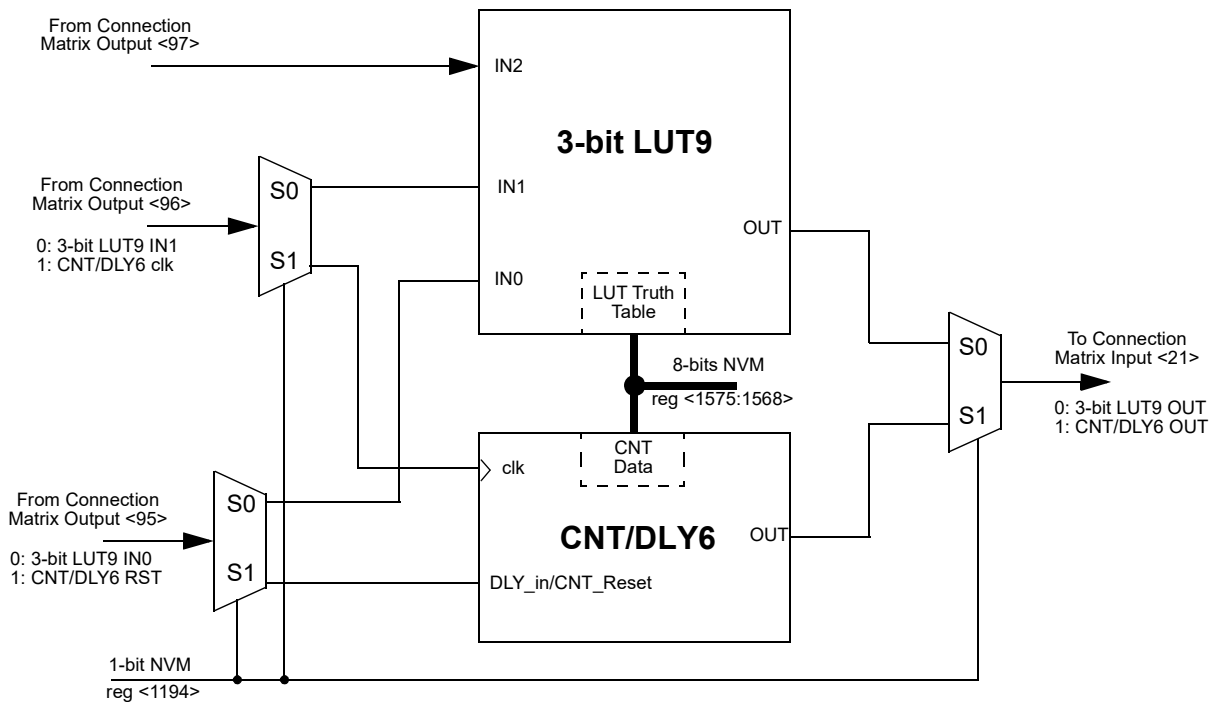 From Connection
Matrix Output <97>
IN2
3-bit LUT9
From Connection
Matrix Output <96>
0: 3-bit LUT9 IN1
1: CNT/DLY6 clk
S0
S1
IN1
IN0
OUT
LUT Truth
Table
8-bits NVM
reg <1575:1568>
S0
S1
To Connection
Matrix Input <21>
0: 3-bit LUT9 OUT
1: CNT/DLY6 OUT
CNT
Data
clk
CNT/DLY6
OUT
DLY_in/CNT_Reset
From Connection
Matrix Output <95>
0: 3-bit LUT9 IN0
1: CNT/DLY6 RST
S0
S1
1-bit NVM
reg <1194>